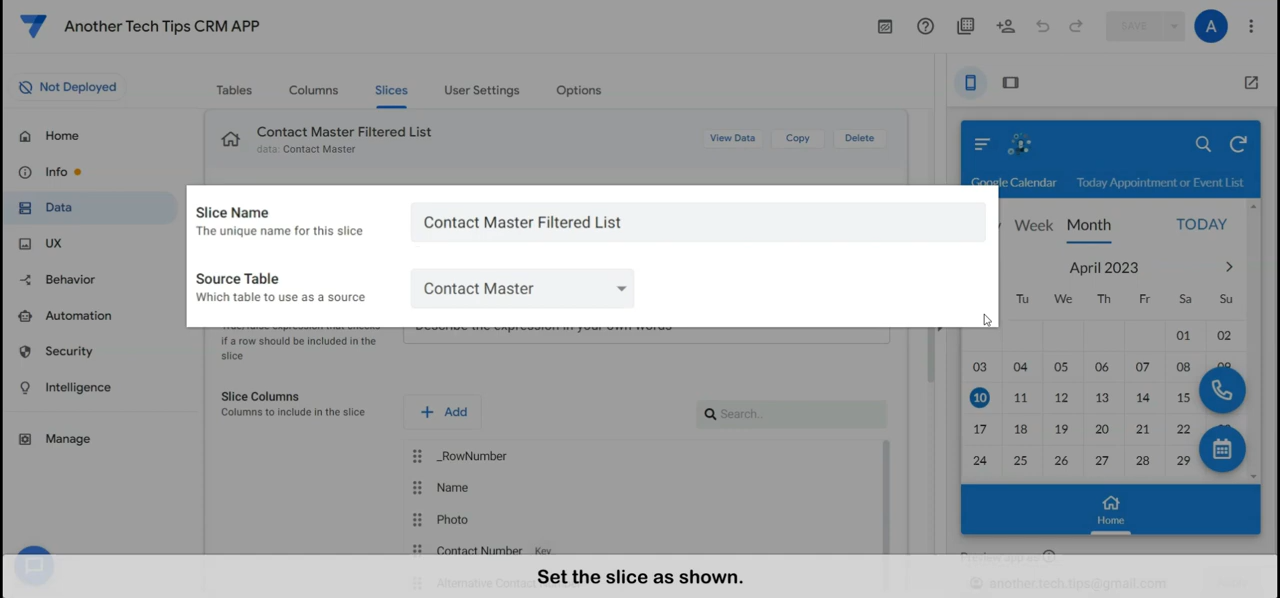 Another Tech Tips CRM APP
SAVE
A
Not Deployed
Tables
Columns
Slices
User Settings
Options
Home
Info
Data
UX
Behavior
Automation
Security
Intelligence
Manage
Contact Master Filtered List
data: Contact Master
View Data
Copy
Delete
Slice Name
The unique name for this slice
Contact Master Filtered List
Source Table
Which table to use as a source
Contact Master
True/false expression that checks
if a row should be included in the
slice
Describe the expression in your own words
Slice Columns
Columns to include in the slice
Add
Search..
_RowNumber
Name
Photo
Contact Number Key
Google Calendar
Today Appointment or Event List
Week
Month
TODAY
April 2023
Tu We Th Fr Sa Su
01 02
03 04 05 06 07 08 09
10 11 12 13 14 15
17 18 19 20 21 22
24 25 26 27 28 29
Home
another.tech.tips@gmail.com
Set the slice as shown.